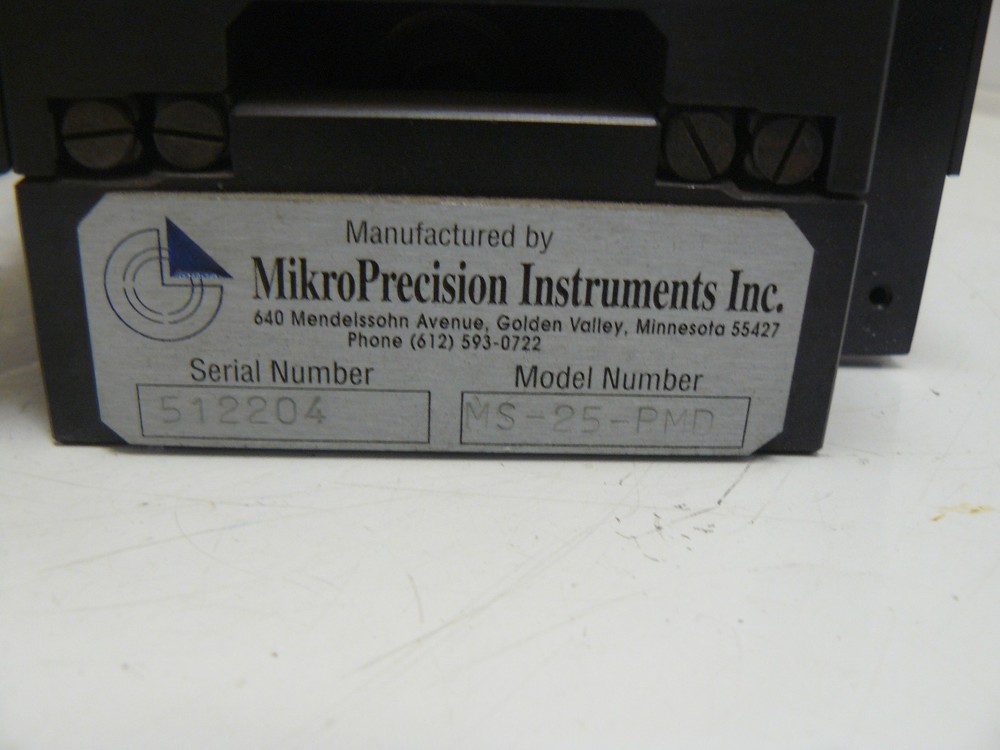 Manufactured by
MikroPrecision Instruments Inc.
640 Mendelssohn Avenue, Golden Valley, Minnesota 55427
Phone (612) 593-0722
Serial Number
Model Number
512204
MS-25-PMD